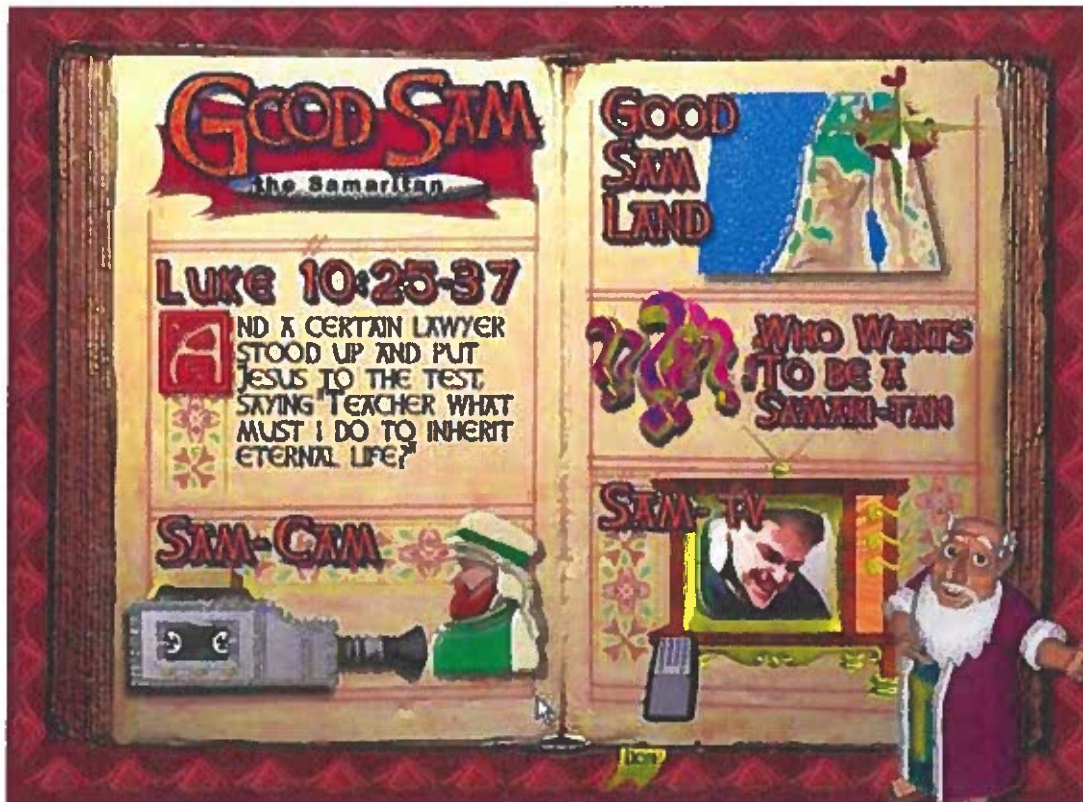 GOOD SAM
the Samaritan
LUKE 10:25-37
AND A CERTAIN LAWYER
STOOD UP AND PUT
JESUS TO THE TEST,
SAYING "TEACHER WHAT
MUST I DO TO INHERIT
ETERNAL LIFE?"
SAM-CAM
GOOD
SAM
LAND
WHO WANTS
TO BE A
SAMARI-TAN
SAM-TV